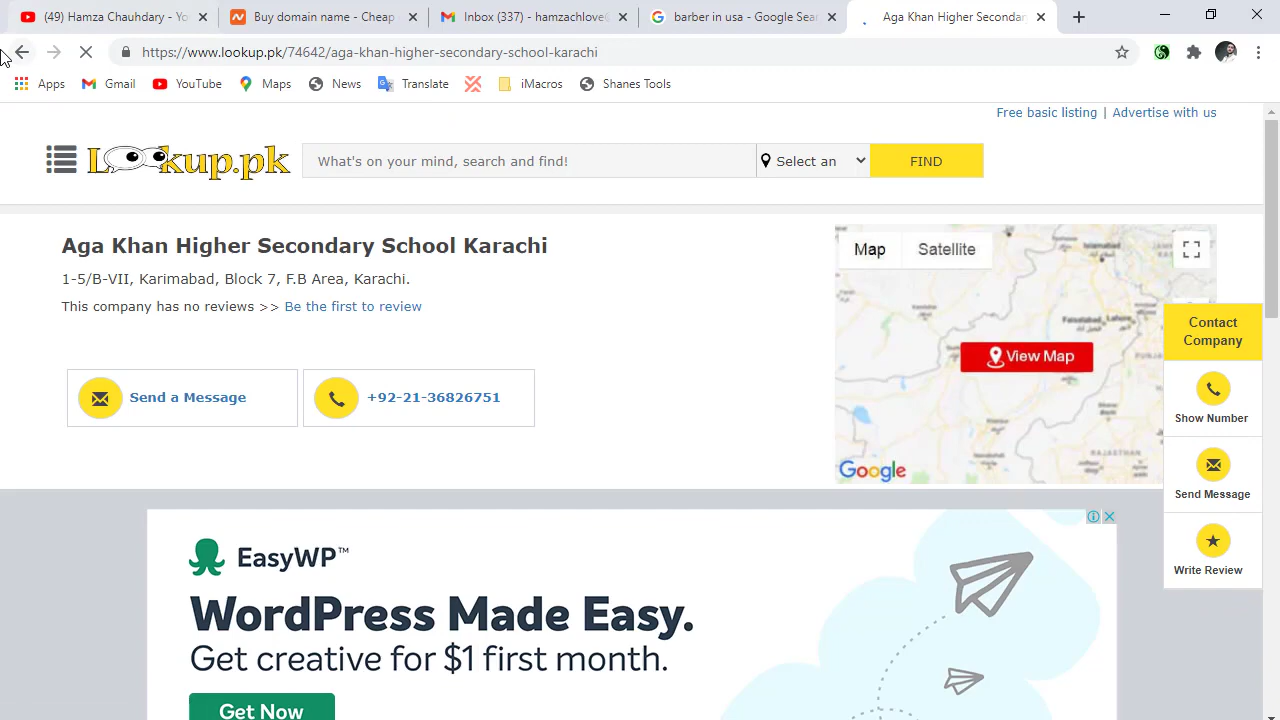 (49) Hamza Chauhdary - Yo
Buy domain name - Cheap
Inbox (337) - hamzachlove@
barber in usa - Google Sea
Aga Khan Higher Secondar
https://www.lookup.pk/74642/aga-khan-higher-secondary-school-karachi
Apps
Gmail
YouTube
Maps
News
Translate
iMacros
Shanes Tools
Free basic listing | Advertise with us
Lookup.pk
What's on your mind, search and find!
Select an
FIND
Aga Khan Higher Secondary School Karachi
1-5/B-VII, Karimabad, Block 7, F.B Area, Karachi.
This company has no reviews >> Be the first to review
Send a Message
+92-21-36826751
Map
Satellite
Islamabad
Faisalabad Lahore
View Map
RAJASTHAN
Google
Contact
Company
Show Number
Send Message
Write Review
EasyWP™
WordPress Made Easy.
Get creative for $1 first month.
Get Now